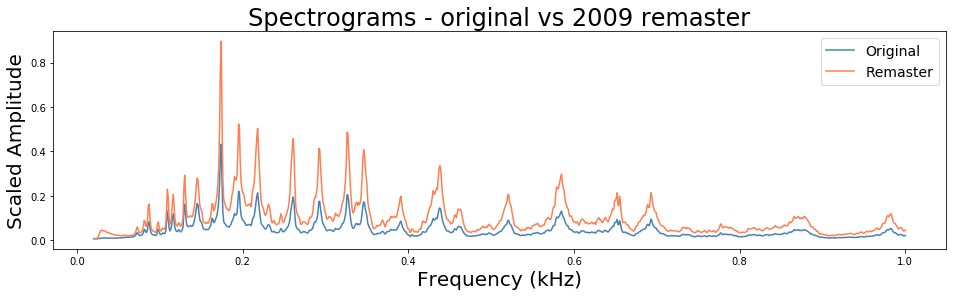 Spectrograms - original vs 2009 remaster
Original
Remaster
Scaled Amplitude
0.8
0.6
0.4
0.2
0.0
0.0 0.2 0.4 0.6 0.8 1.0
Frequency (kHz)